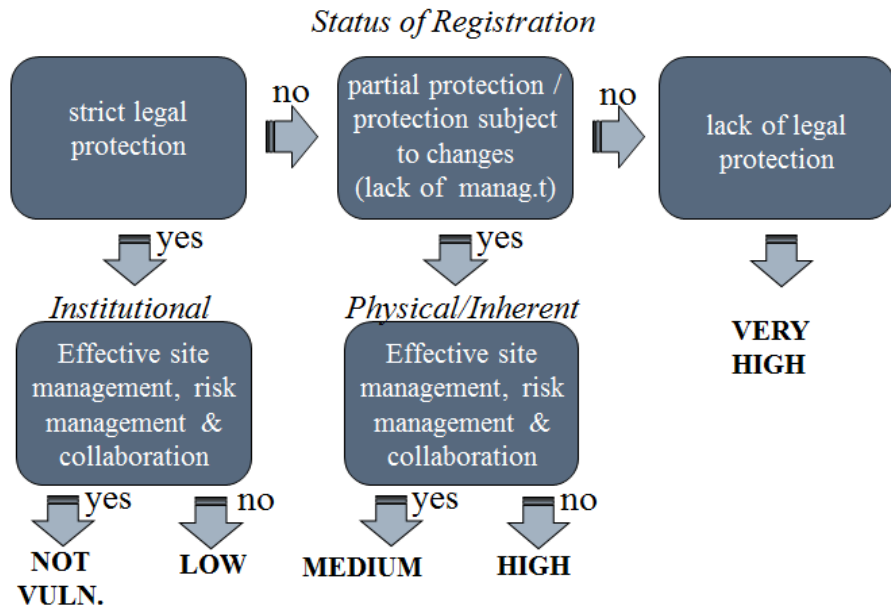 Status of Registration
strict legal
protection
no
partial protection /
protection subject
to changes
(lack of manag.t)
no
lack of legal
protection
yes
yes
Institutional
Physical/Inherent
Effective site
management, risk
management &
collaboration
Effective site
management, risk
management &
collaboration
VERY
HIGH
yes
no
yes
no
NOT
VULN.
LOW
MEDIUM
HIGH